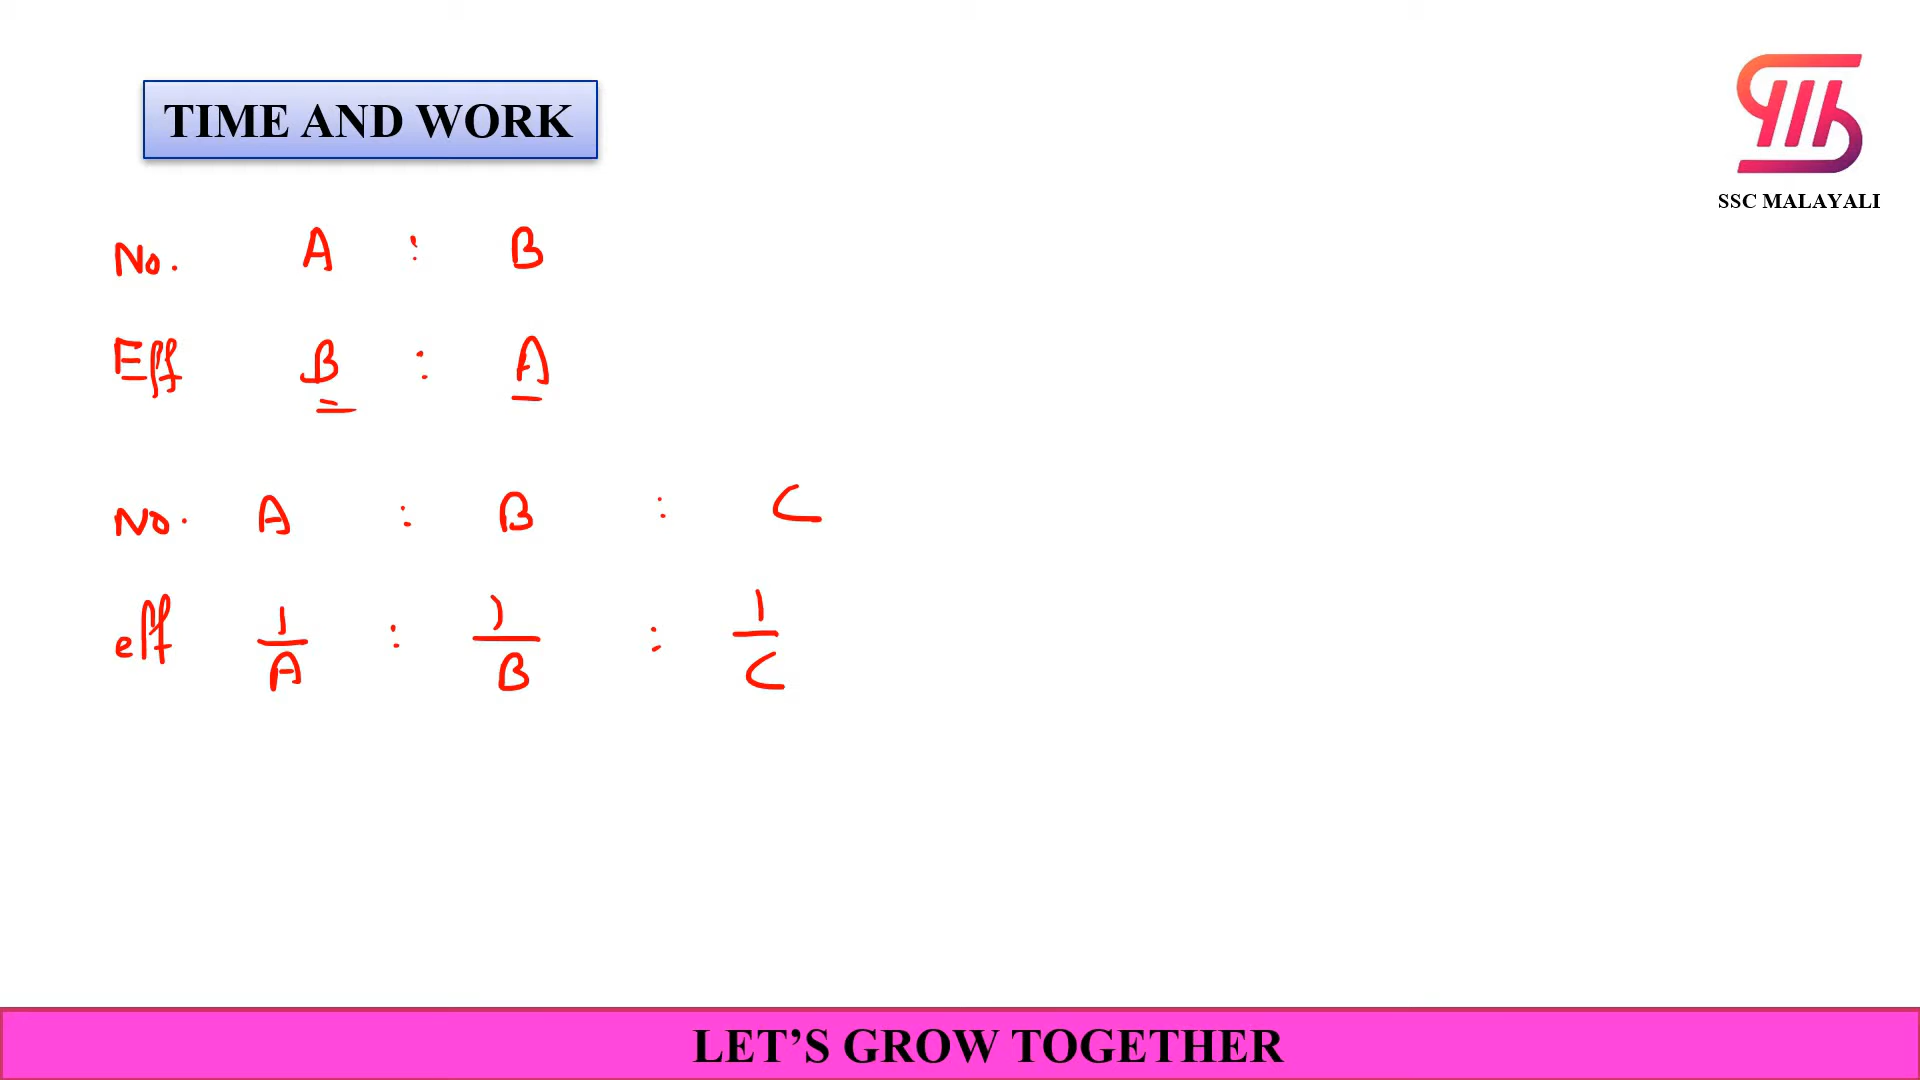 TIME AND WORK
SSC MALAYALI
No. A : B
Eff B : A
No. A : B : C
eff 1/A : 1/B : 1/C
LET'S GROW TOGETHER